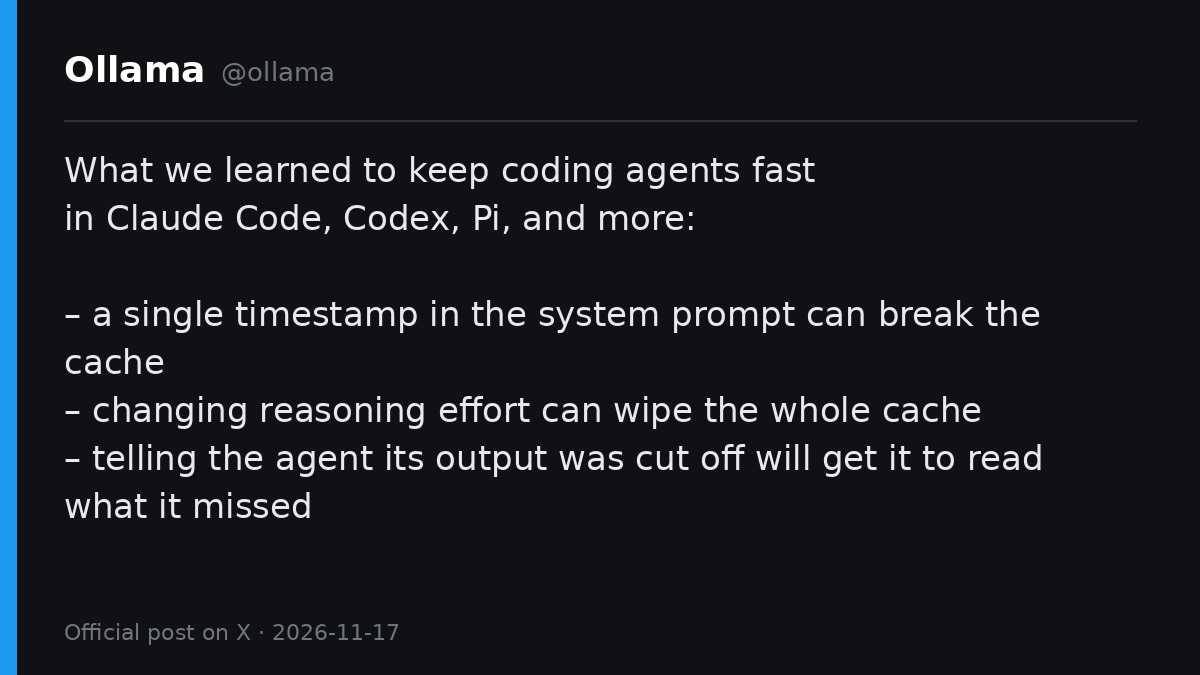 Ollama @ollama
What we learned to keep coding agents fast
in Claude Code, Codex, Pi, and more:
– a single timestamp in the system prompt can break the
cache
– changing reasoning effort can wipe the whole cache
– telling the agent its output was cut off will get it to read
what it missed
Official post on X · 2026-11-17